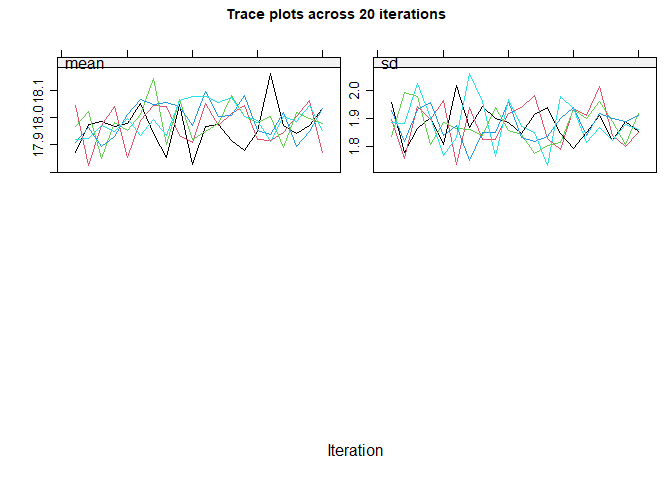 Trace plots across 20 iterations
mean
sd
17.9 18.0 18.1
1.8 1.9 2.0
Iteration